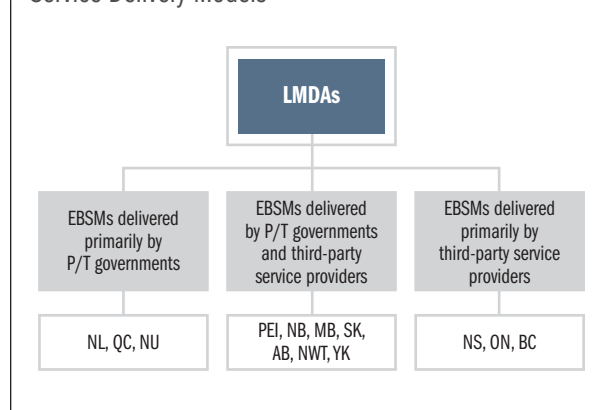 Service Delivery Models
LMDAs
EBSMs delivered
primarily by
P/T governments
EBSMs delivered
by P/T governments
and third-party
service providers
EBSMs delivered
primarily by
third-party service
providers
NL, QC, NU
PEI, NB, MB, SK,
AB, NWT, YK
NS, ON, BC